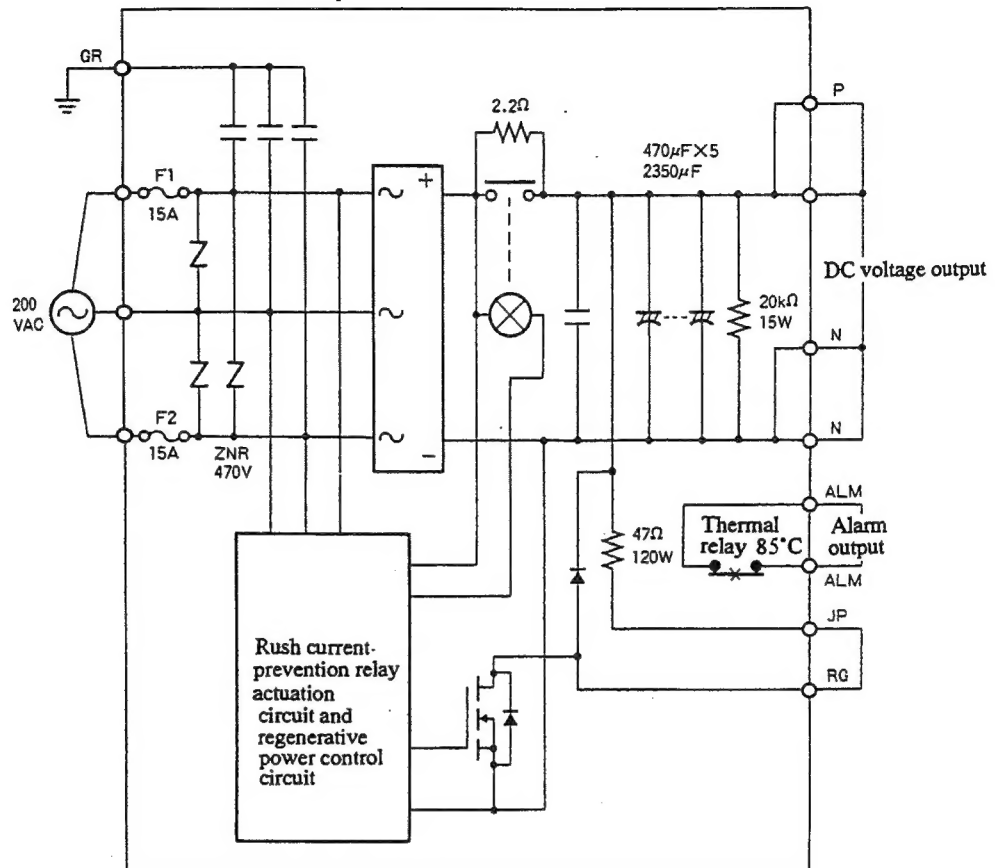 GR
P
2.2Ω
470μF×5
2350μF
F1
15A
+
DC voltage output
200
VAC
20kΩ
15W
N
F2
15A
ZNR
470V
−
N
ALM
47Ω
120W
Thermal
relay 85°C
Alarm
output
ALM
JP
RG
Rush current-
prevention relay
actuation
circuit and
regenerative
power control
circuit